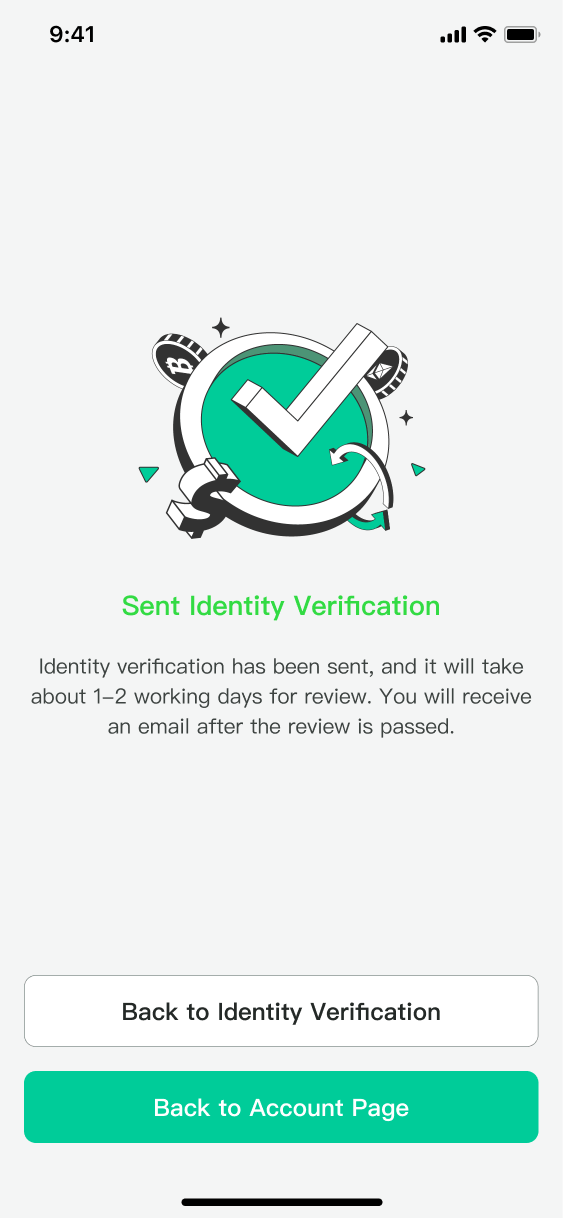 9:41
Sent Identity Verification
Identity verification has been sent, and it will take
about 1–2 working days for review. You will receive
an email after the review is passed.
Back to Identity Verification
Back to Account Page